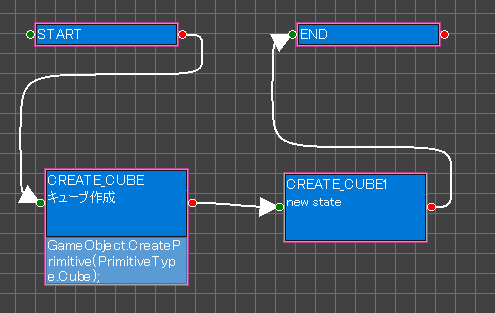 START
END
CREATE_CUBE
キューブ作成
GameObject.CreateP
rimitive(PrimitiveTyp
e.Cube);
CREATE_CUBE1
new state